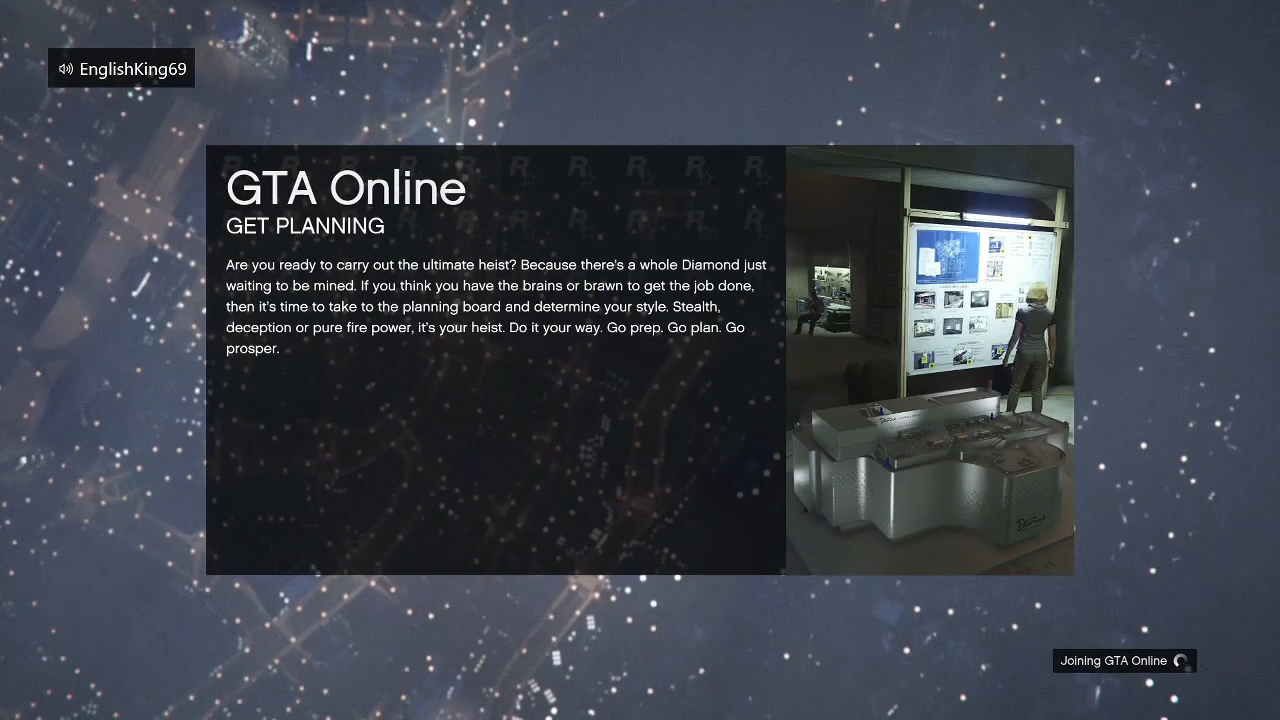 EnglishKing69
GTA Online
GET PLANNING
Are you ready to carry out the ultimate heist? Because there's a whole Diamond just
waiting to be mined. If you think you have the brains or brawn to get the job done,
then it's time to take to the planning board and determine your style. Stealth,
deception or pure fire power, it's your heist. Do it your way. Go prep. Go plan. Go
prosper.
Diamond
Joining GTA Online